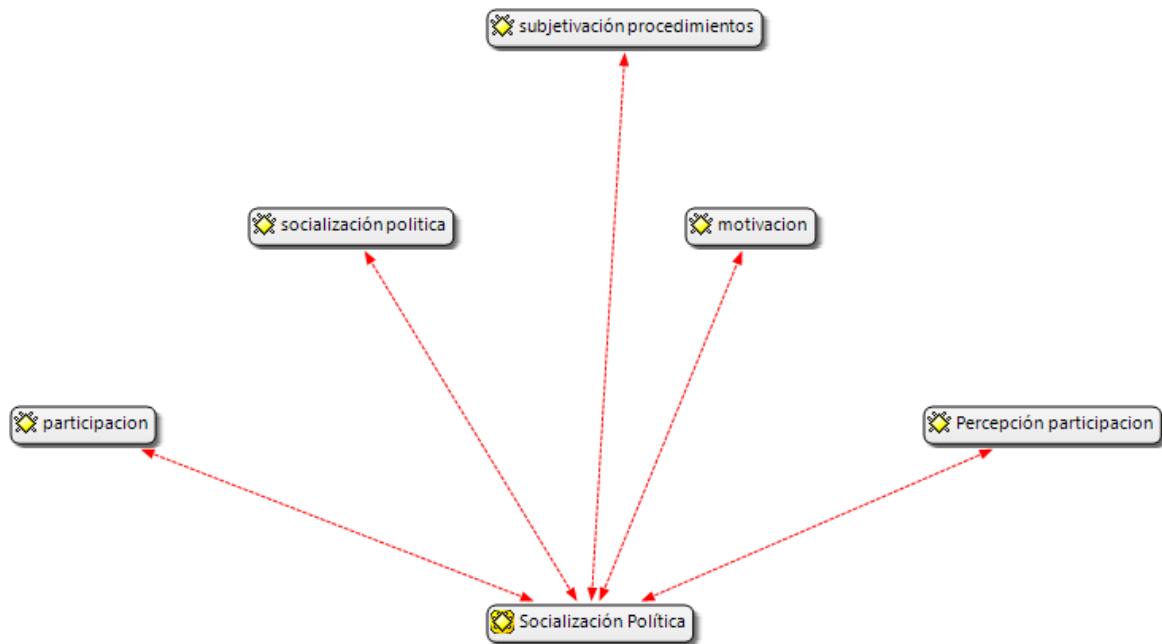 subjetivación procedimientos
socialización politica
motivacion
participacion
Percepción participacion
Socialización Política